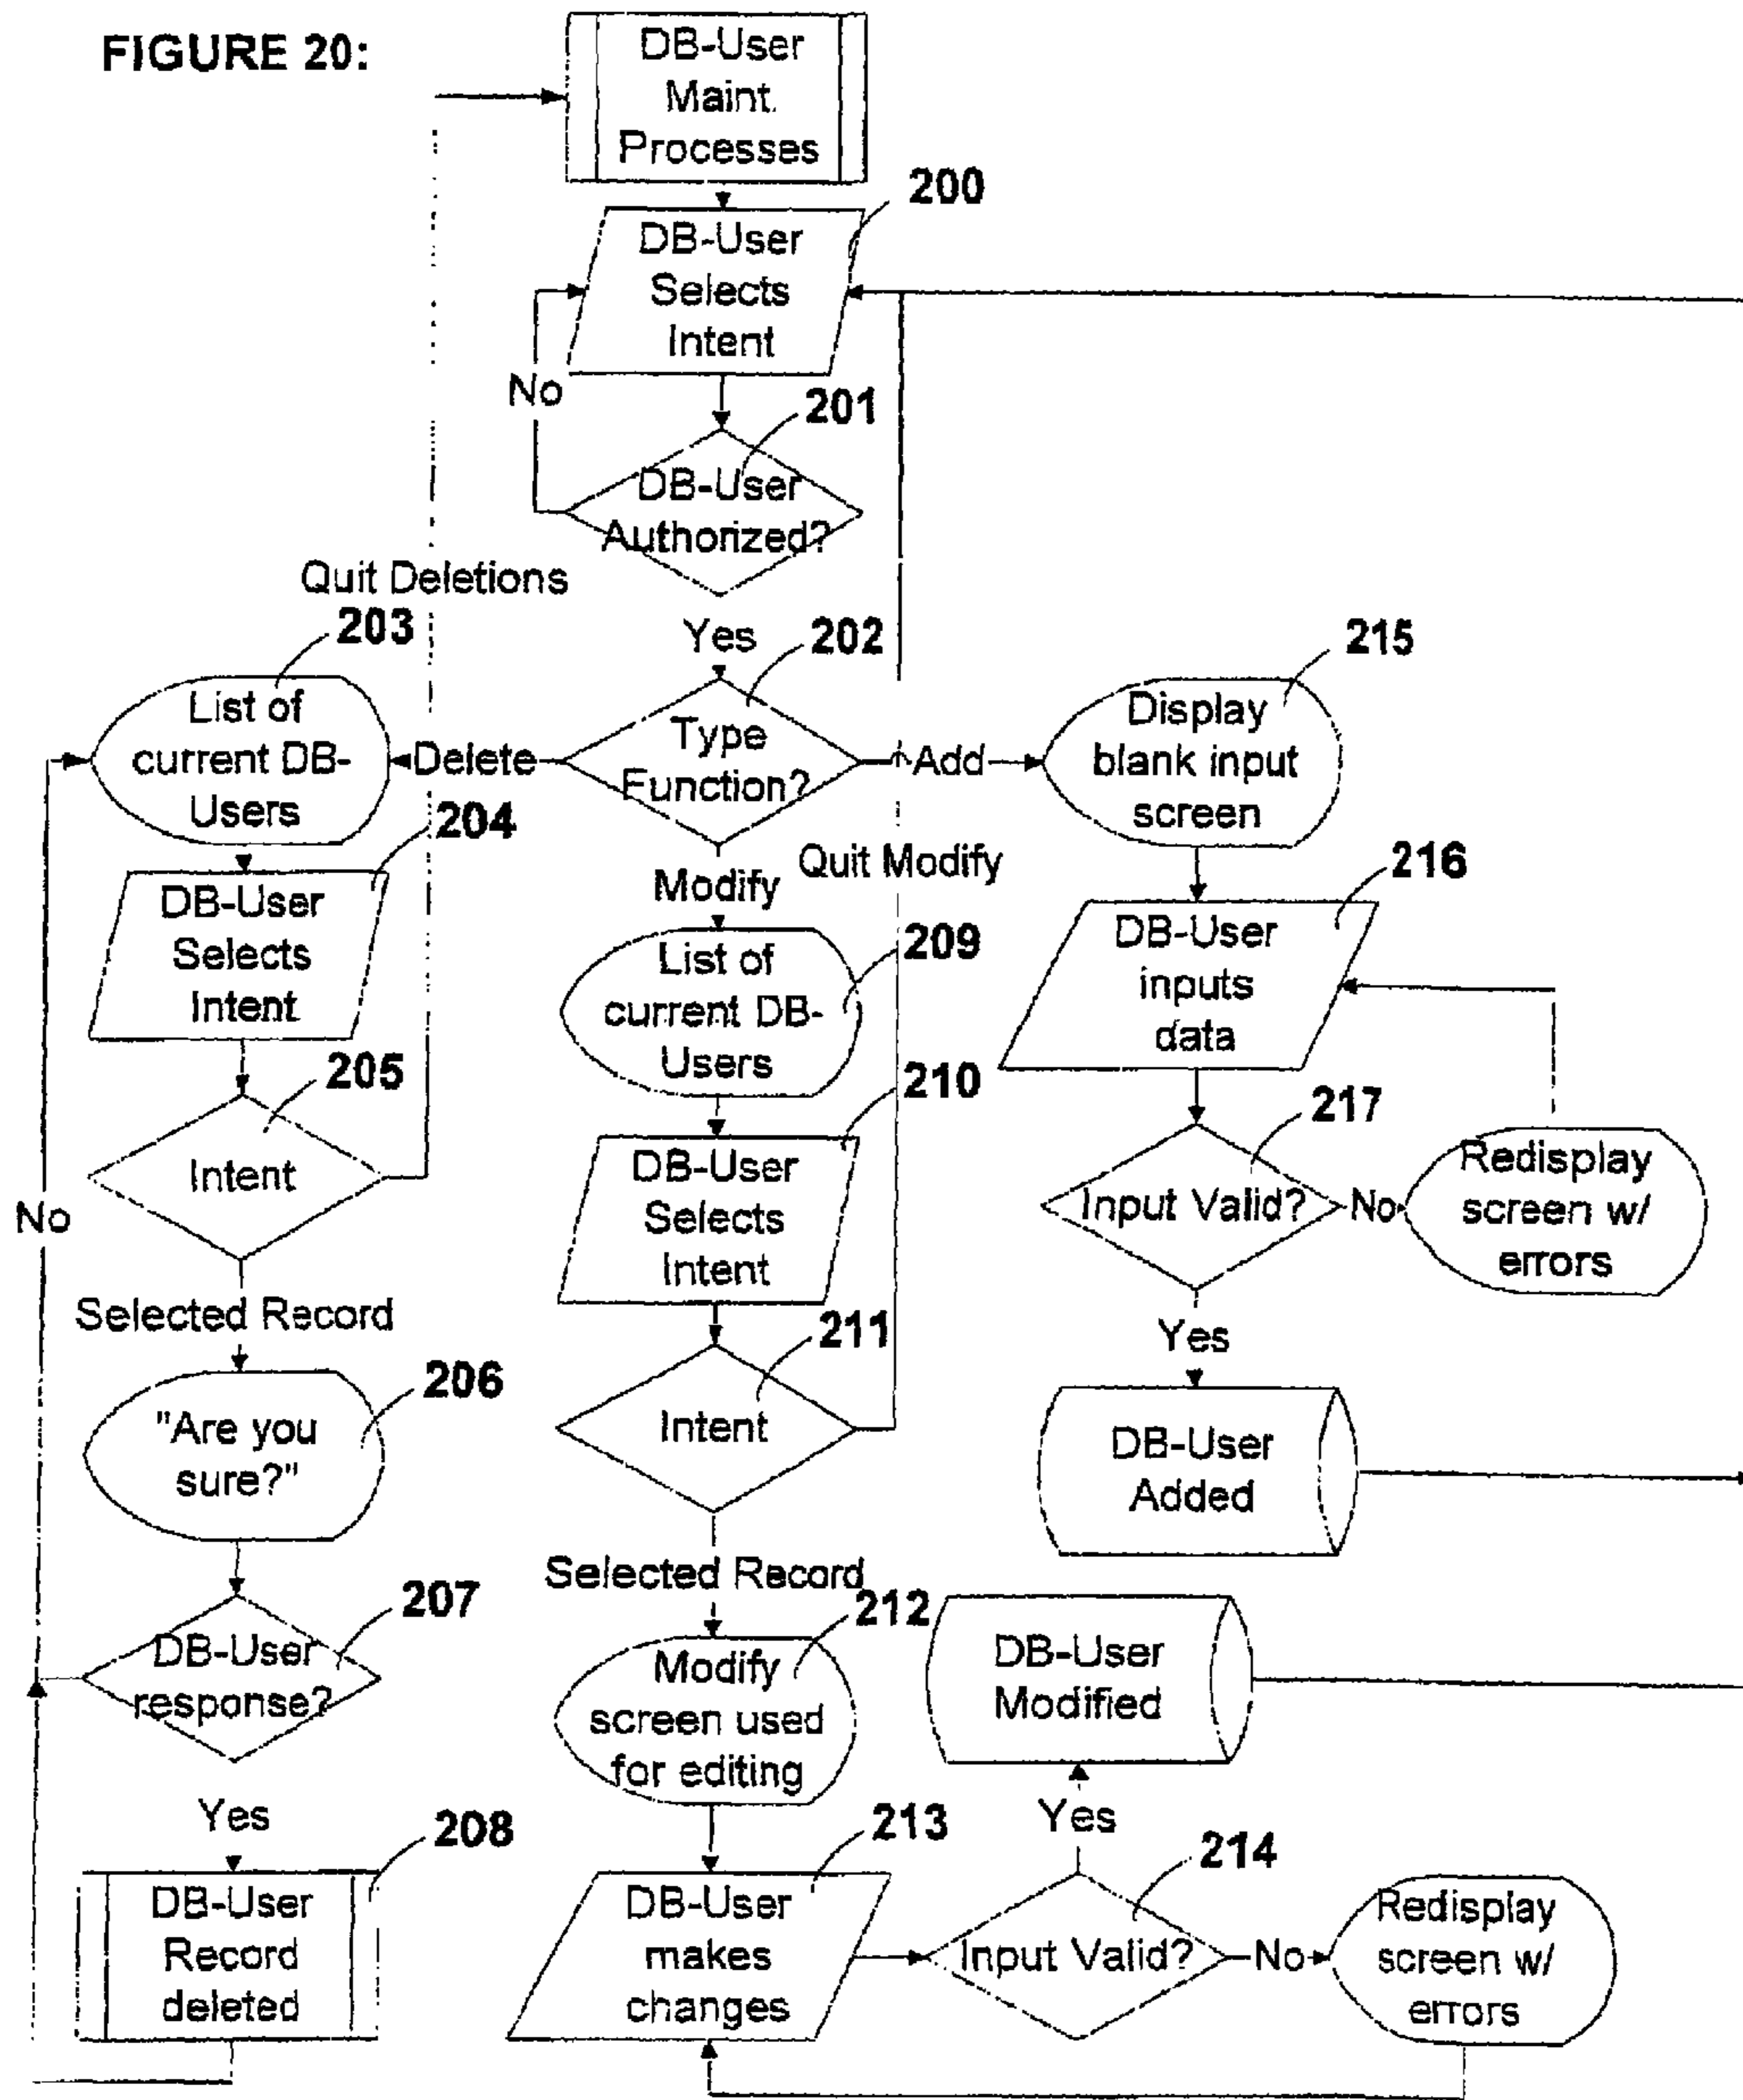 FIGURE 20:
DB-User
Maint.
Processes
200
DB-User
Selects
Intent
No
201
DB-User
Authorized?
Quit Deletions
203
Yes
202
215
List of
current DB-
Users
Delete
Type
Function?
Add
Display
blank input
screen
204
DB-User
Selects
Intent
Modify
Quit Modify
216
209
List of
current DB-
Users
DB-User
inputs
data
205
Intent
No
210
DB-User
Selects
Intent
217
Input Valid?
No
Redisplay
screen w/
errors
Selected Record
211
Intent
Yes
206
"Are you
sure?"
DB-User
Added
Selected Record
207
DB-User
response?
212
Modify
screen used
for editing
DB-User
Modified
Yes
208
DB-User
Record
deleted
213
DB-User
makes
changes
Yes
214
Input Valid?
No
Redisplay
screen w/
errors